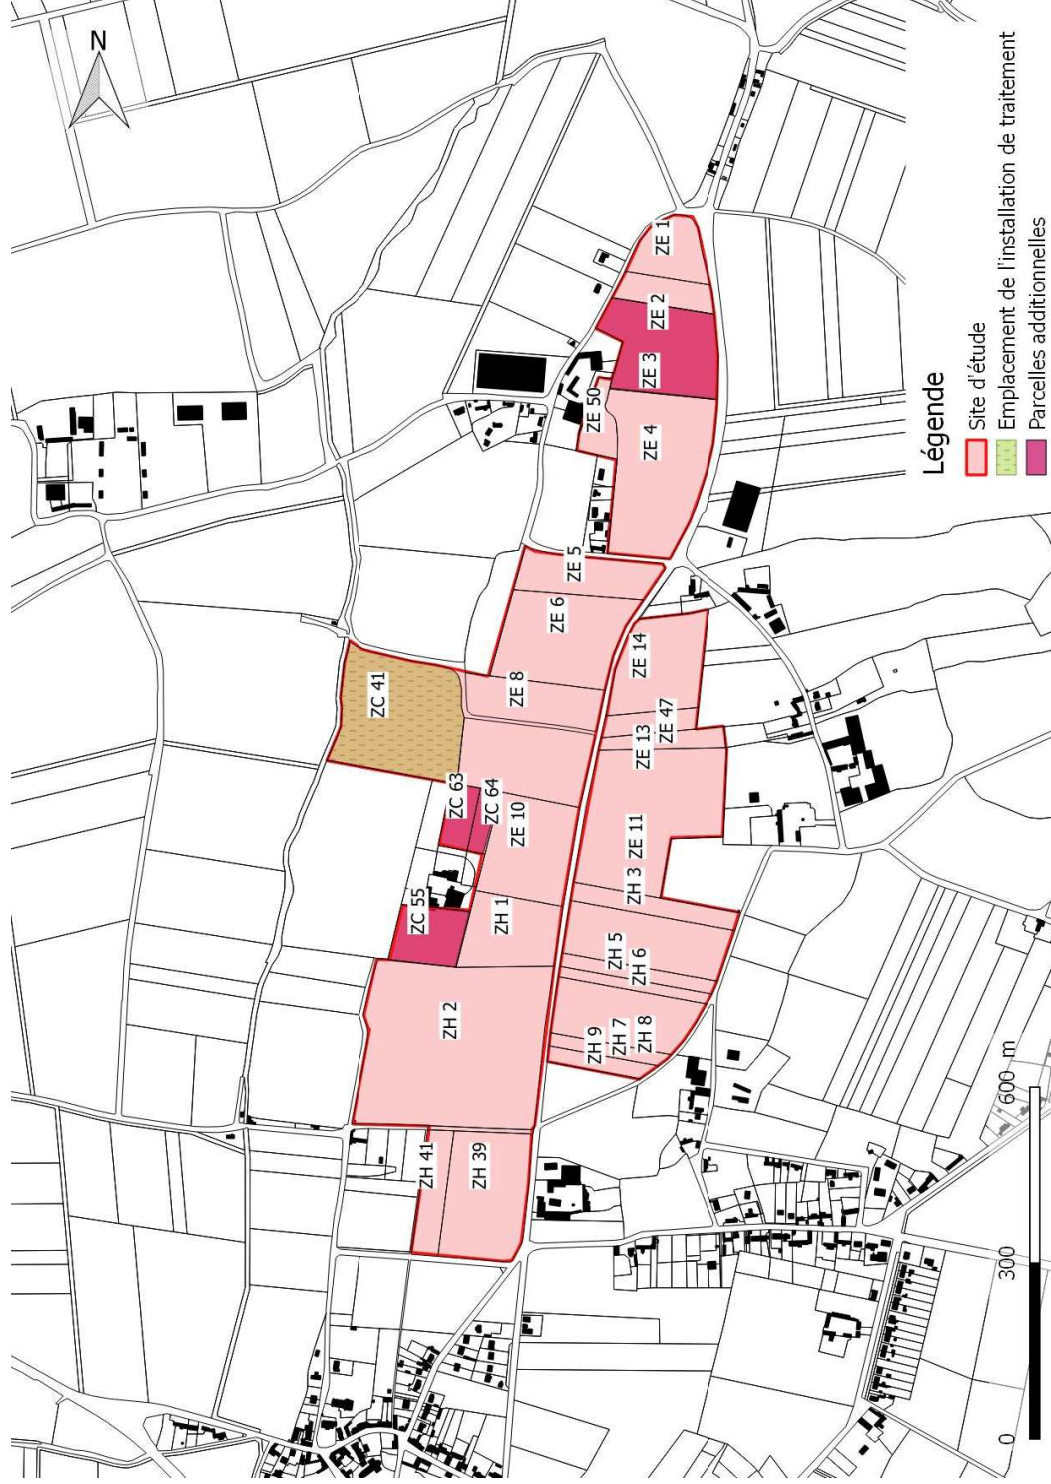 N
ZC 41
ZC 63
ZC 64
ZC 55
ZE 1
ZE 2
ZE 3
ZE 50
ZE 4
ZE 5
ZE 6
ZE 8
ZE 10
ZH 1
ZH 2
ZH 41
ZH 39
ZE 14
ZE 47
ZE 13
ZE 11
ZH 3
ZH 5
ZH 6
ZH 9
ZH 7
ZH 8
Légende
Site d'étude
Emplacement de l'installation de traitement
Parcelles additionnelles
0 300 600 m